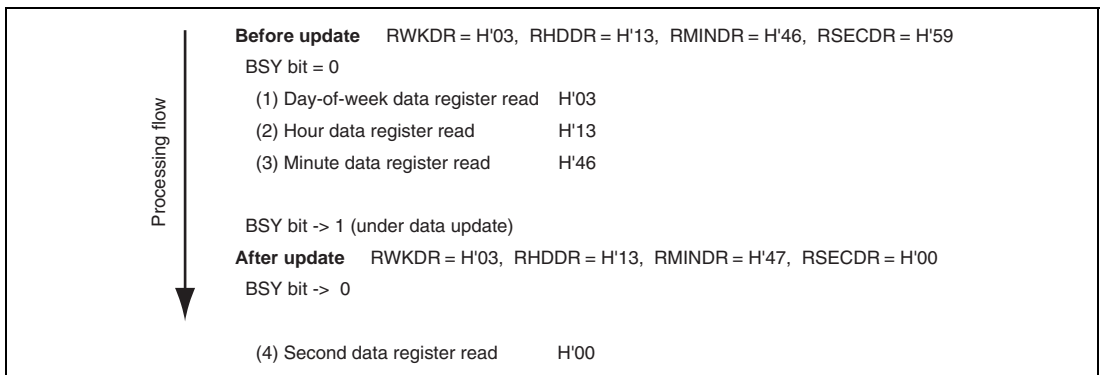 Processing flow
Before update RWKDR = H'03, RHDDR = H'13, RMINDR = H'46, RSECDR = H'59
BSY bit = 0
(1) Day-of-week data register read H'03
(2) Hour data register read H'13
(3) Minute data register read H'46
BSY bit -> 1 (under data update)
After update RWKDR = H'03, RHDDR = H'13, RMINDR = H'47, RSECDR = H'00
BSY bit -> 0
(4) Second data register read H'00